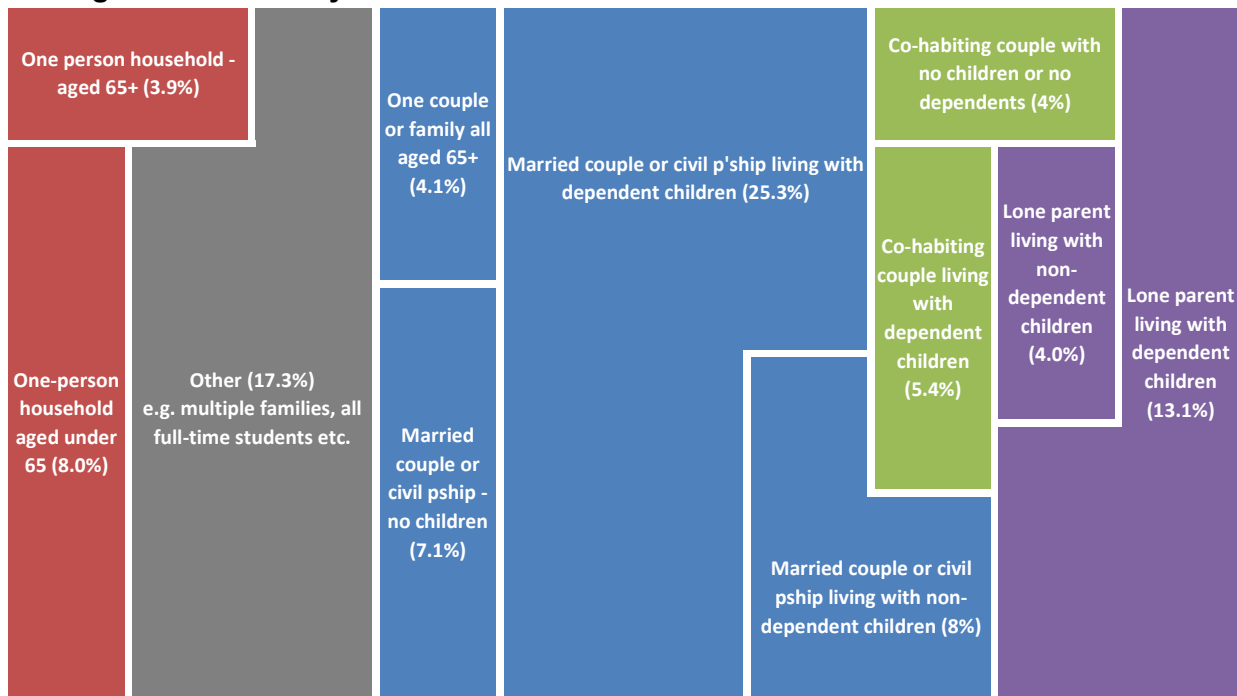 One person household -
aged 65+ (3.9%)
One-person
household
aged under
65 (8.0%)
Other (17.3%)
e.g. multiple families, all
full-time students etc.
One couple
or family all
aged 65+
(4.1%)
Married
couple or
civil pship -
no children
(7.1%)
Married couple or civil p'ship living with
dependent children (25.3%)
Married couple or civil
pship living with non-
dependent children (8%)
Co-habiting couple with
no children or no
dependents (4%)
Co-habiting
couple living
with
dependent
children
(5.4%)
Lone parent
living with
non-
dependent
children
(4.0%)
Lone parent
living with
dependent
children
(13.1%)